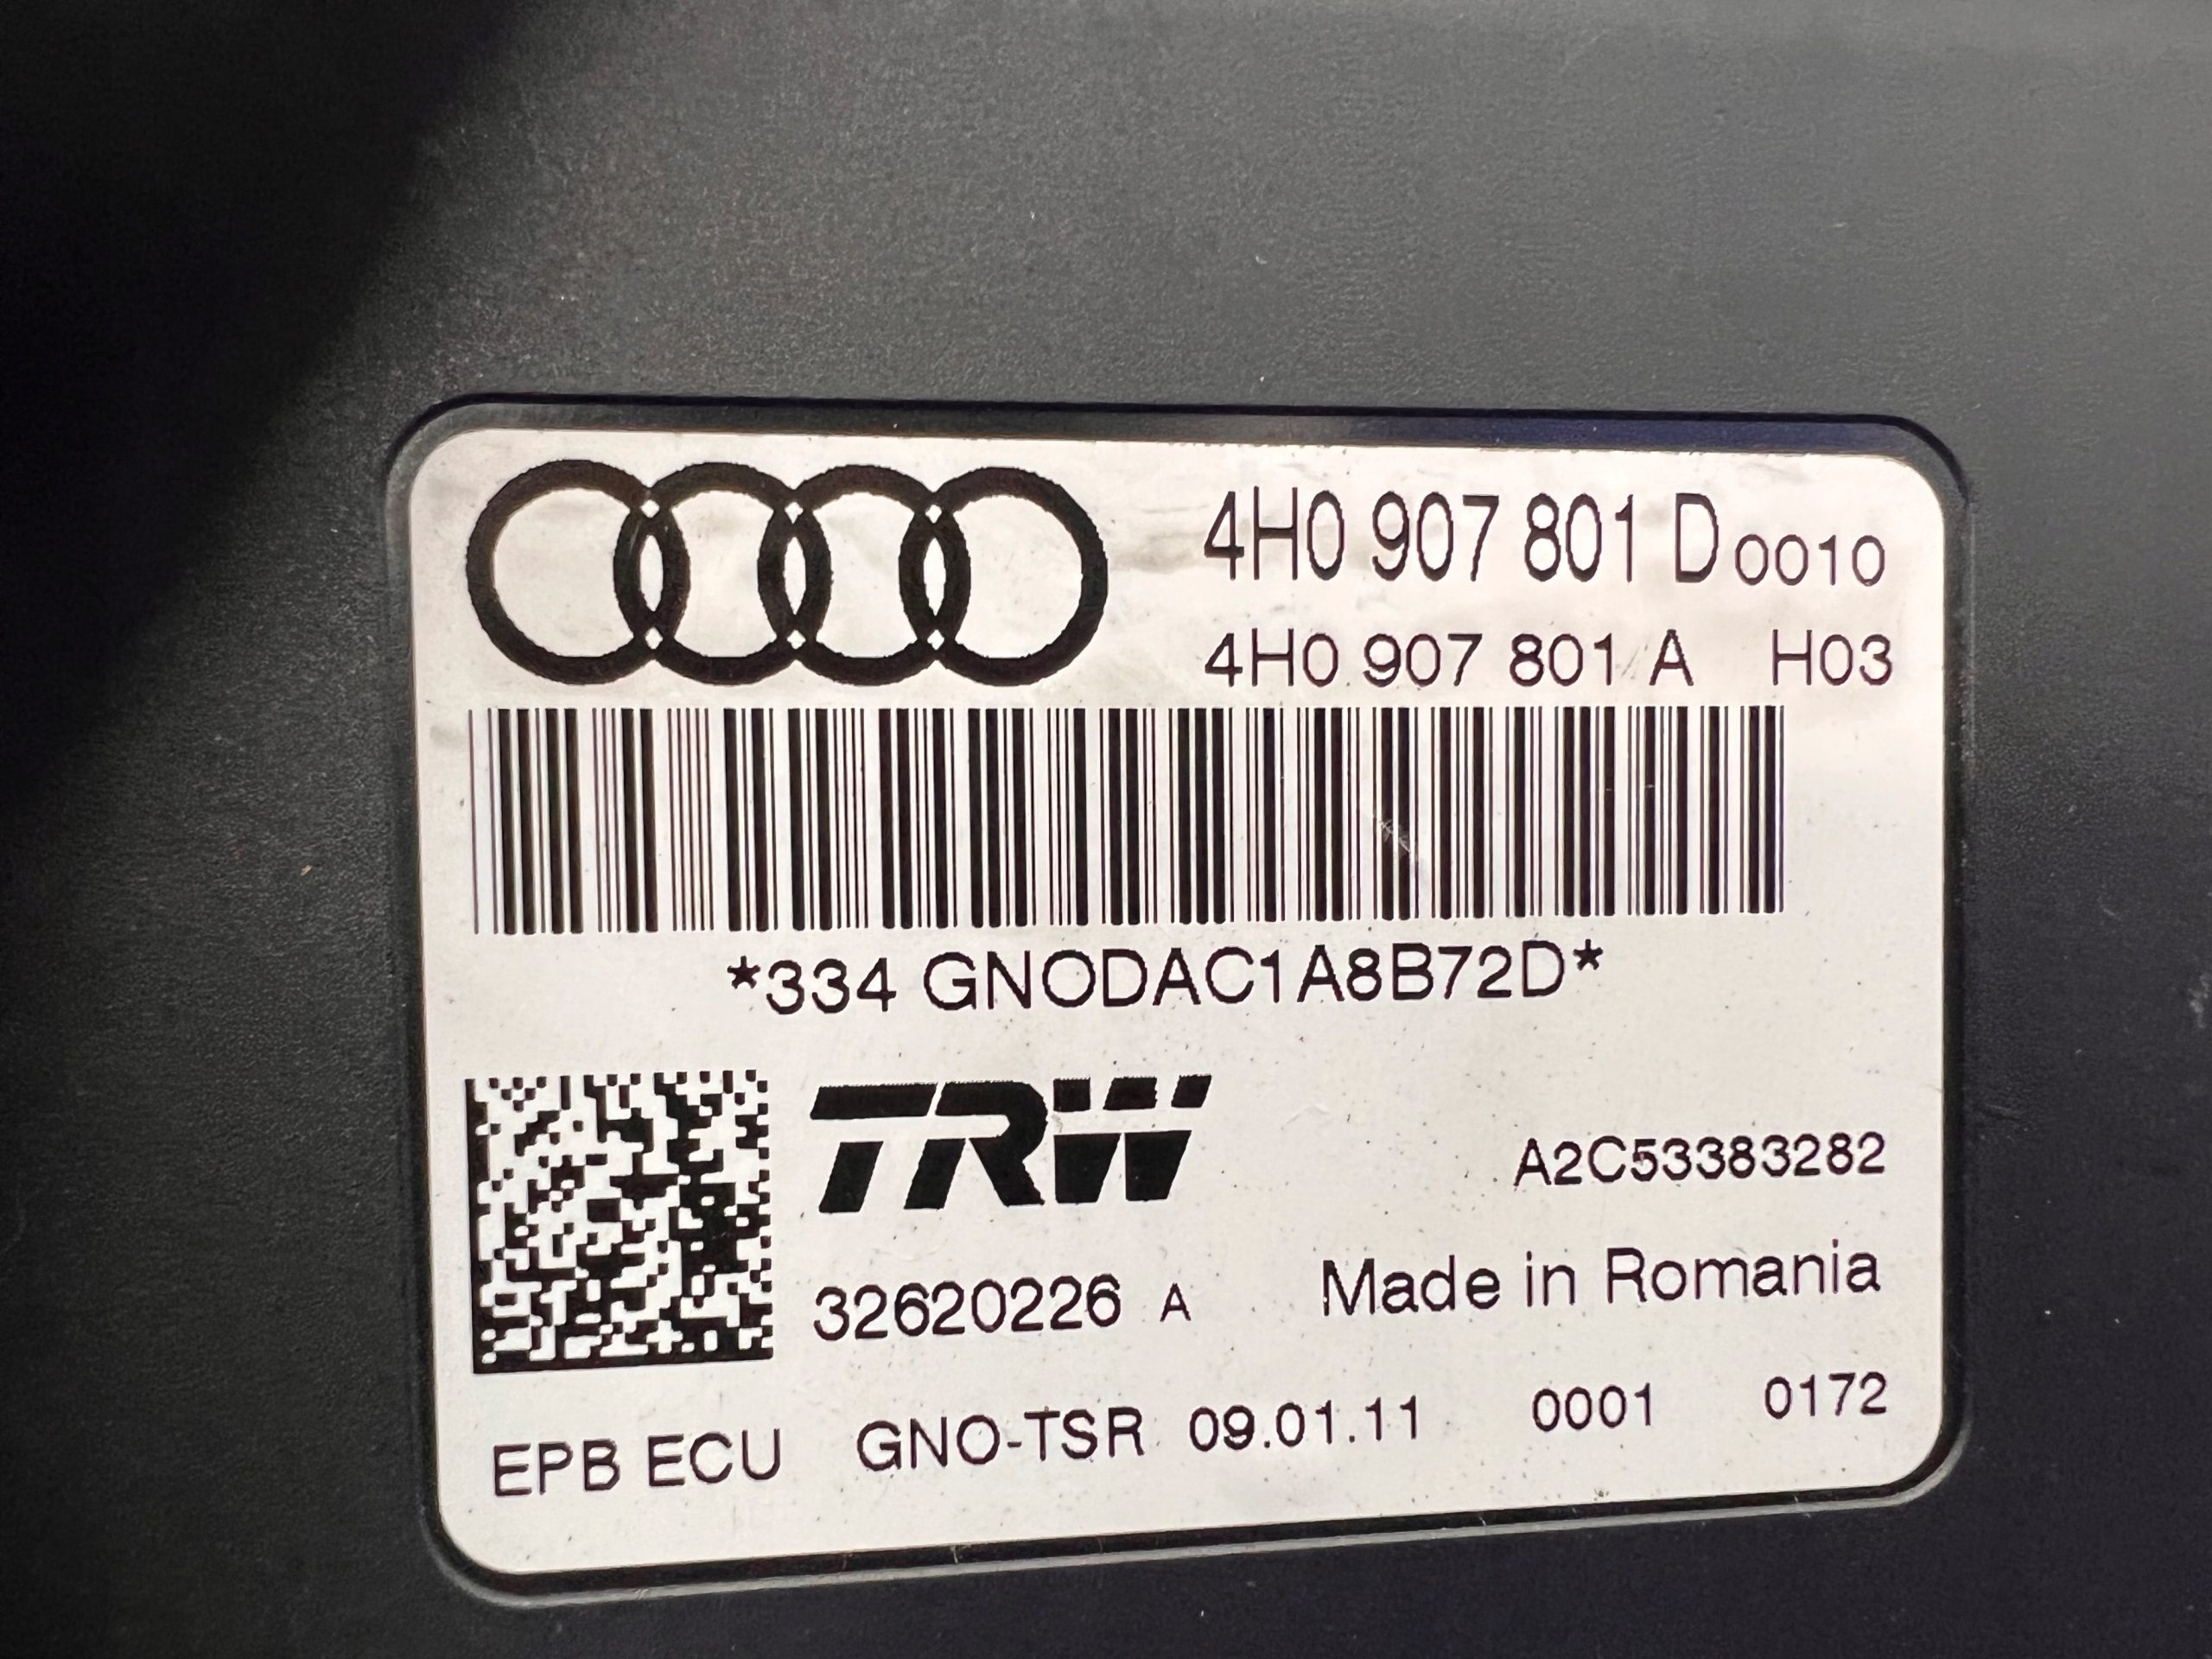 4H0 907 801 D 0010
4H0 907 801 A H03
*334 GNODAC1A8B72D*
TRW
A2C53383282
32620226 A Made in Romania
EPB ECU GNO-TSR 09.01.11 0001 0172